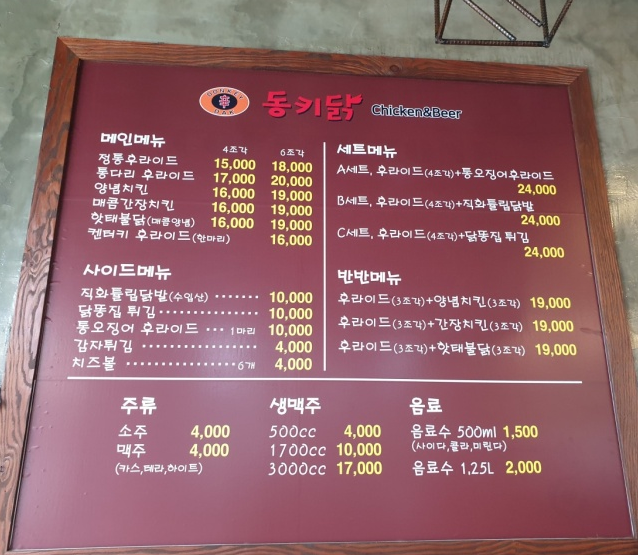 DONKEY
DAK
동키닭 Chicken&Beer
메인메뉴 4조각 6조각
정통후라이드 15,000 18,000
통다리 후라이드 17,000 20,000
양념치킨 16,000 19,000
매콤간장치킨 16,000 19,000
핫태불닭(매콤양념) 16,000 19,000
켄터키 후라이드(한마리) 16,000
세트메뉴
A세트. 후라이드(4조각)+통오징어후라이드
24,000
B세트. 후라이드(4조각)+직화튤립닭발
24,000
C세트. 후라이드(4조각)+닭똥집 튀김
24,000
사이드메뉴
직화튤립닭발(수입산) ······· 10,000
닭똥집 튀김 ·············· 10,000
통오징어 후라이드 ··· 1마리 10,000
감자튀김 ················ 4,000
치즈볼 ················ 6개 4,000
반반메뉴
후라이드(3조각)+양념치킨(3조각) 19,000
후라이드(3조각)+간장치킨(3조각) 19,000
후라이드(3조각)+핫태불닭(3조각) 19,000
주류
소주 4,000
맥주 4,000
(카스,테라,하이트)
생맥주
500cc 4,000
1700cc 10,000
3000cc 17,000
음료
음료수 500ml 1,500
(사이다,콜라,미린다)
음료수 1.25L 2,000